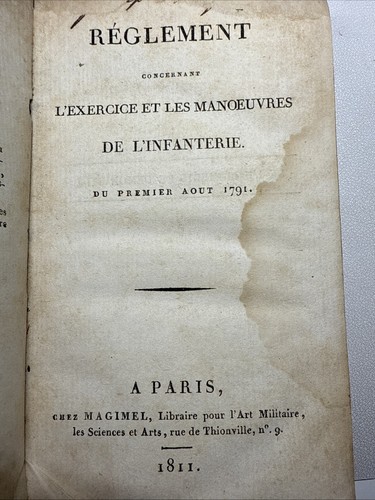 RÉGLEMENT
CONCERNANT
L'EXERCICE ET LES MANOEUVRES
DE L'INFANTERIE.
DU PREMIER AOUT 1791.
A PARIS,
CHEZ MAGIMEL, Libraire pour l'Art Militaire,
les Sciences et Arts, rue de Thionville, nº. 9.
1811.